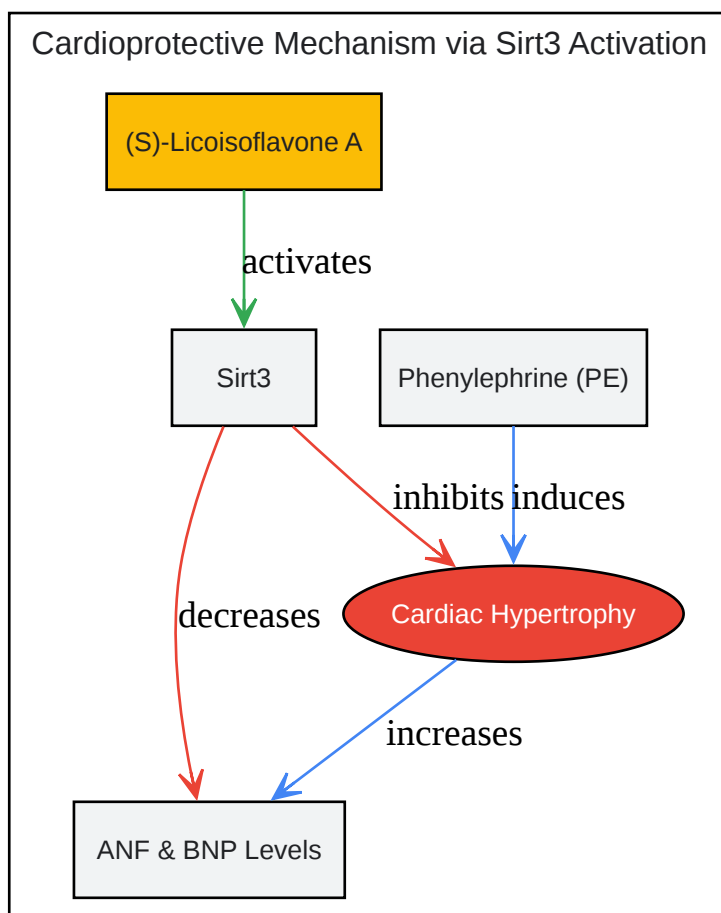 Cardioprotective Mechanism via Sirt3 Activation
(S)-Licoisoflavone A
activates
Sirt3
Phenylephrine (PE)
inhibits
induces
decreases
Cardiac Hypertrophy
increases
ANF & BNP Levels